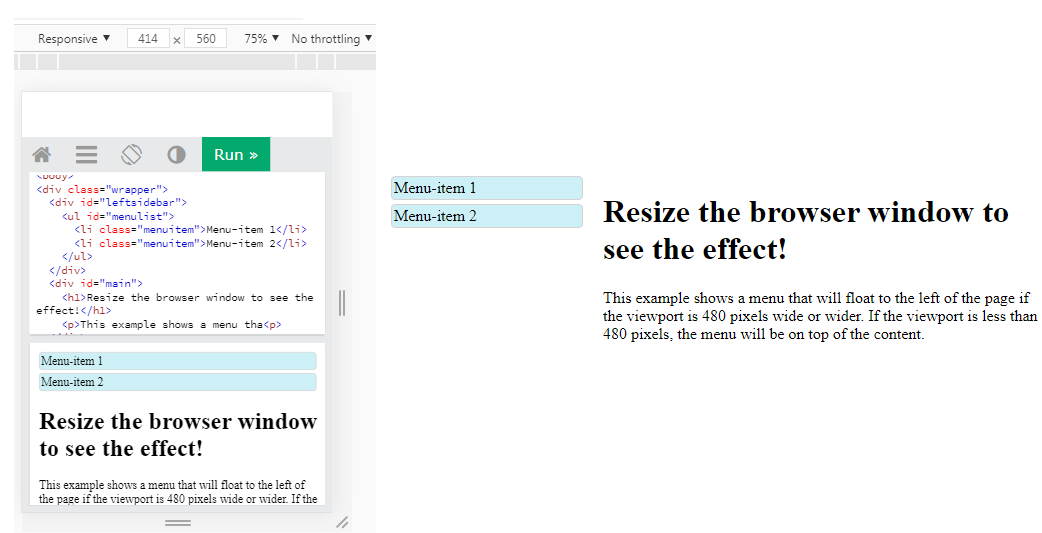 Responsive ▼ 414 × 560 75% ▼ No throttling ▼
Run »
<body>
<div class="wrapper">
<div id="leftsidebar">
<ul id="menulist">
<li class="menuitem">Menu-item 1</li>
<li class="menuitem">Menu-item 2</li>
</ul>
</div>
<div id="main">
<h1>Resize the browser window to see the
effect!</h1>
<p>This example shows a menu tha<p>
Menu-item 1
Menu-item 2
Resize the browser window
to see the effect!
This example shows a menu that will float to the left of
the page if the viewport is 480 pixels wide or wider. If the
Menu-item 1
Menu-item 2
Resize the browser window to
see the effect!
This example shows a menu that will float to the left of the page if
the viewport is 480 pixels wide or wider. If the viewport is less than
480 pixels, the menu will be on top of the content.